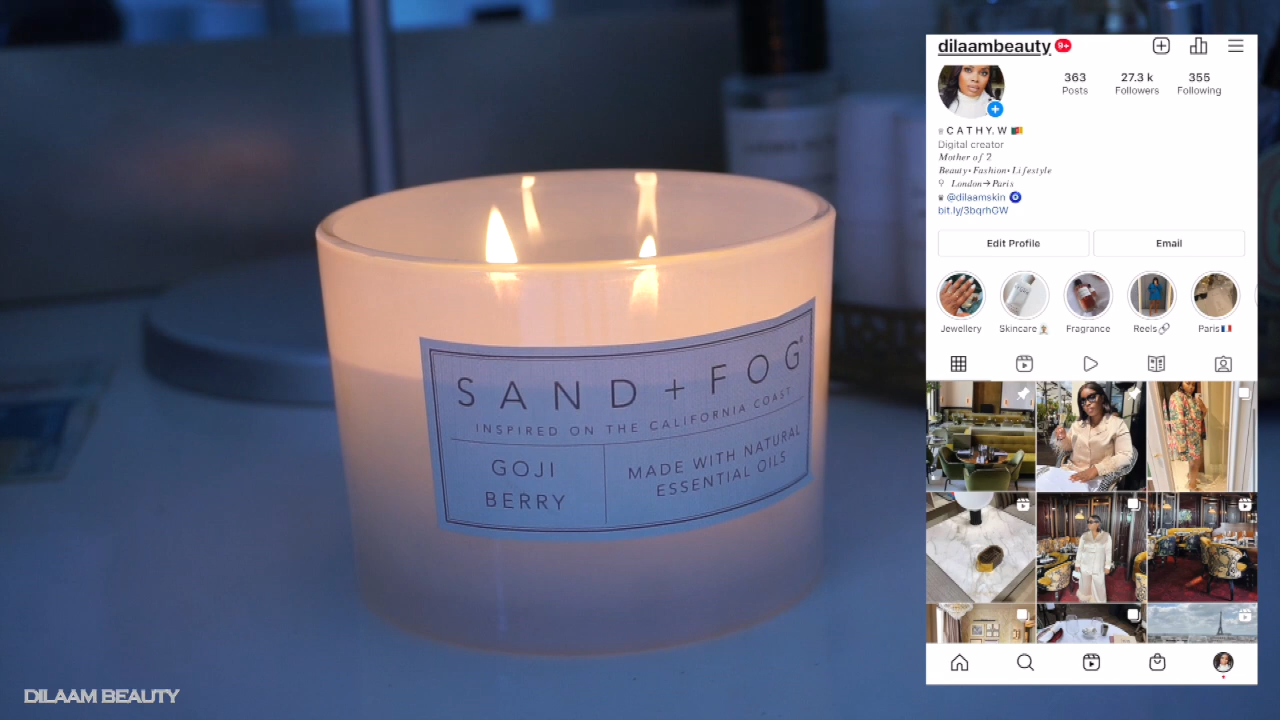 SAND + FOG®
INSPIRED ON THE CALIFORNIA COAST
GOJI
BERRY
MADE WITH NATURAL
ESSENTIAL OILS
DILAAM BEAUTY
dilaambeauty 9+
363
Posts
27.3 k
Followers
355
Following
C A T H Y. W 🇨🇲
Digital creator
Mother of 2
Beauty•Fashion•Lifestyle
London→Paris
@dilaamskin 🧿
bit.ly/3bqrhGW
Edit Profile
Email
Jewellery
Skincare
Fragrance
Reels🔗
Paris🇫🇷